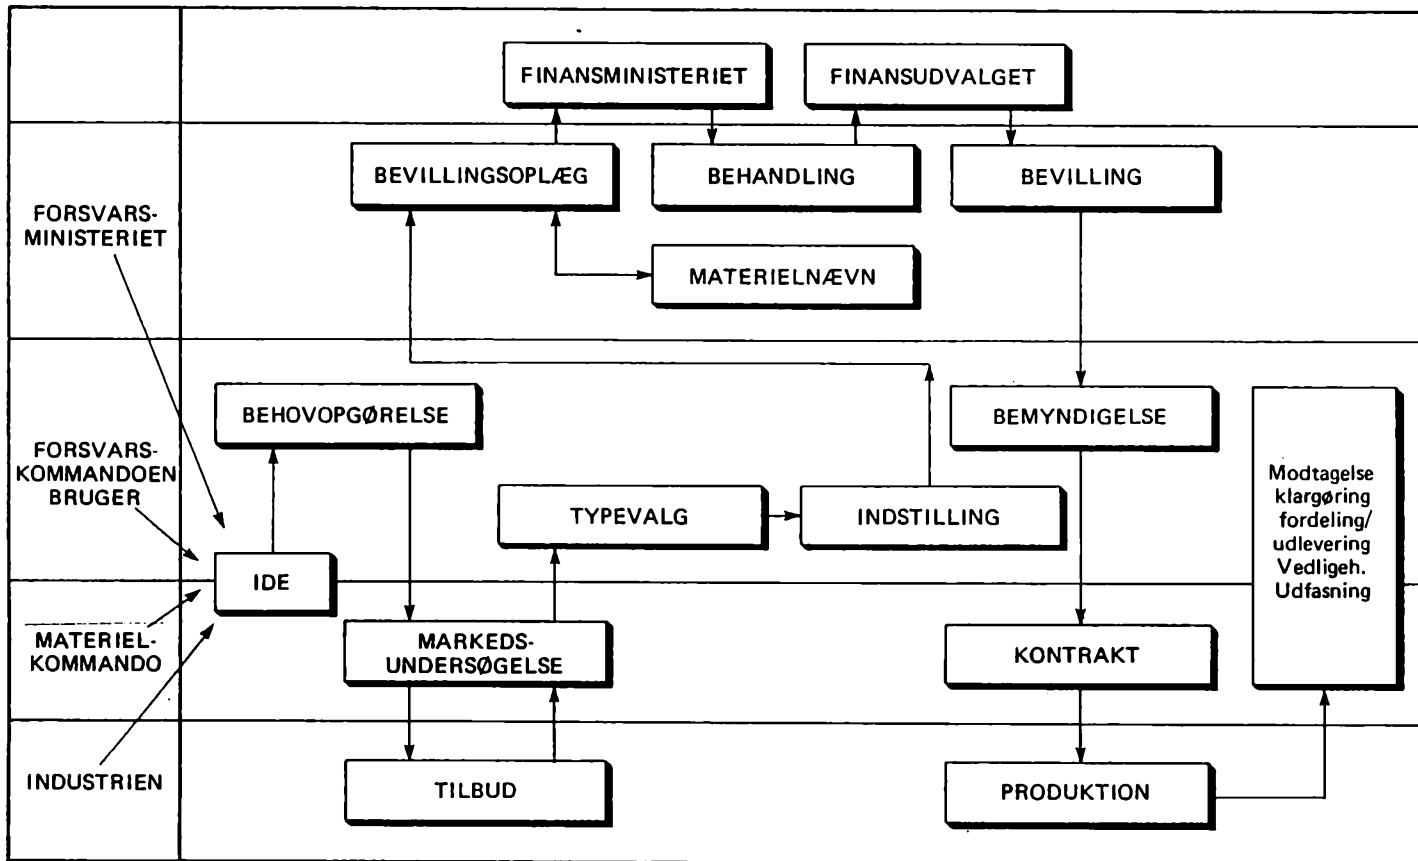 FINANSMINISTERIET
FINANSUDVALGET
BEVILLINGSOPLÆG
BEHANDLING
BEVILLING
FORSVARS-
MINISTERIET
MATERIELNÆVN
BEHOVOPGØRELSE
BEMYNDIGELSE
FORSVARS-
KOMMANDOEN
BRUGER
TYPEVALG
INDSTILLING
Modtagelse
klargøring
fordeling/
udlevering
Vedligeh.
Udfasning
IDE
MATERIEL-
KOMMANDO
MARKEDS-
UNDERSØGELSE
KONTRAKT
INDUSTRIEN
TILBUD
PRODUKTION